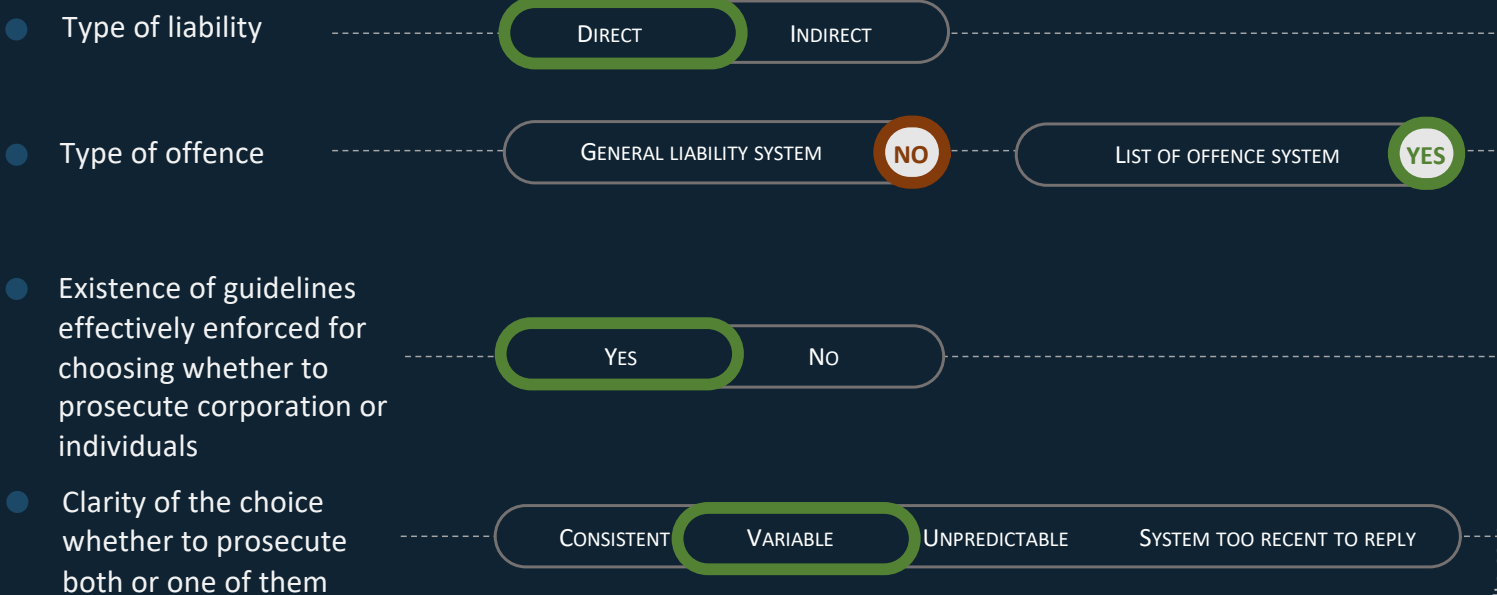 Type of liability
DIRECT INDIRECT
Type of offence
GENERAL LIABILITY SYSTEM NO LIST OF OFFENCE SYSTEM YES
Existence of guidelines
effectively enforced for
choosing whether to
prosecute corporation or
individuals
YES NO
Clarity of the choice
whether to prosecute
both or one of them
CONSISTENT VARIABLE UNPREDICTABLE SYSTEM TOO RECENT TO REPLY